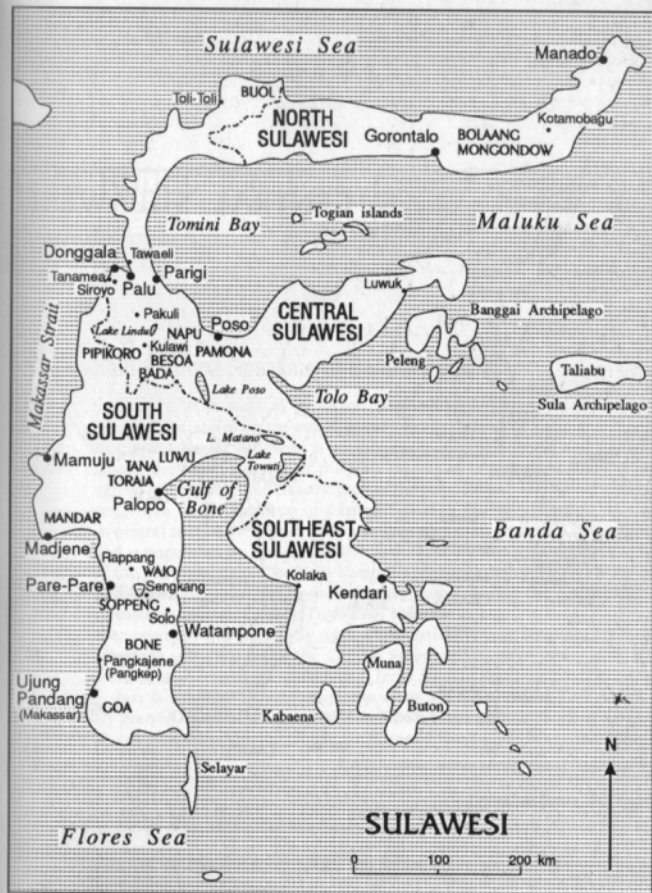 Sulawesi Sea
Manado
Toli-Toli
BUOL
NORTH
SULAWESI
Kotamobagu
Gorontalo
BOLAANG
MONGONDOW
Tomini Bay
Togian islands
Maluku Sea
Donggala
Tawaeli
Tanamea
Siroyo
Palu
Parigi
Luwuk
Pakuli
Poso
CENTRAL
SULAWESI
Banggai Archipelago
Lake Lindu
NAPU
Kulawi
PIPIKORO
BESOA
PAMONA
BADA
Peleng
Makassar Strait
Lake Poso
Tolo Bay
Taliabu
Sula Archipelago
SOUTH
SULAWESI
L. Matano
Mamuju
TANA
TORAJA
LUWU
Lake
Towuti
Palopo
Gulf of
Bone
MANDAR
Madjene
SOUTHEAST
SULAWESI
Banda Sea
Rappang
WAJO
Kolaka
Kendari
Pare-Pare
Sengkang
SOPPENG
Solo
Watampone
BONE
Pangkajene
(Pangkep)
Muna
Ujung
Pandang
(Makassar)
GOA
Kabaena
Buton
N
Selayar
SULAWESI
Flores Sea
0 100 200 km